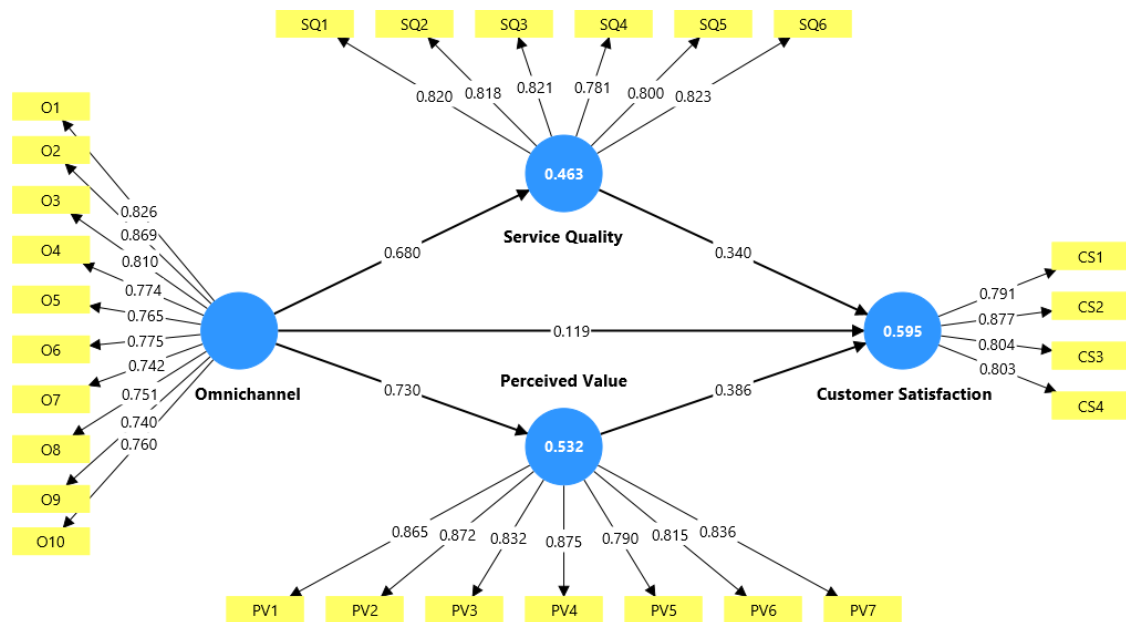 SQ1
SQ2
SQ3
SQ4
SQ5
SQ6
0.820
0.818
0.821
0.781
0.800
0.823
0.463
Service Quality
O1
O2
O3
O4
O5
O6
O7
O8
O9
O10
0.826
0.869
0.810
0.774
0.765
0.775
0.742
0.751
0.740
0.760
Omnichannel
0.680
0.340
0.119
0.730
0.386
Perceived Value
0.532
0.595
Customer Satisfaction
0.791
0.877
0.804
0.803
CS1
CS2
CS3
CS4
0.865
0.872
0.832
0.875
0.790
0.815
0.836
PV1
PV2
PV3
PV4
PV5
PV6
PV7